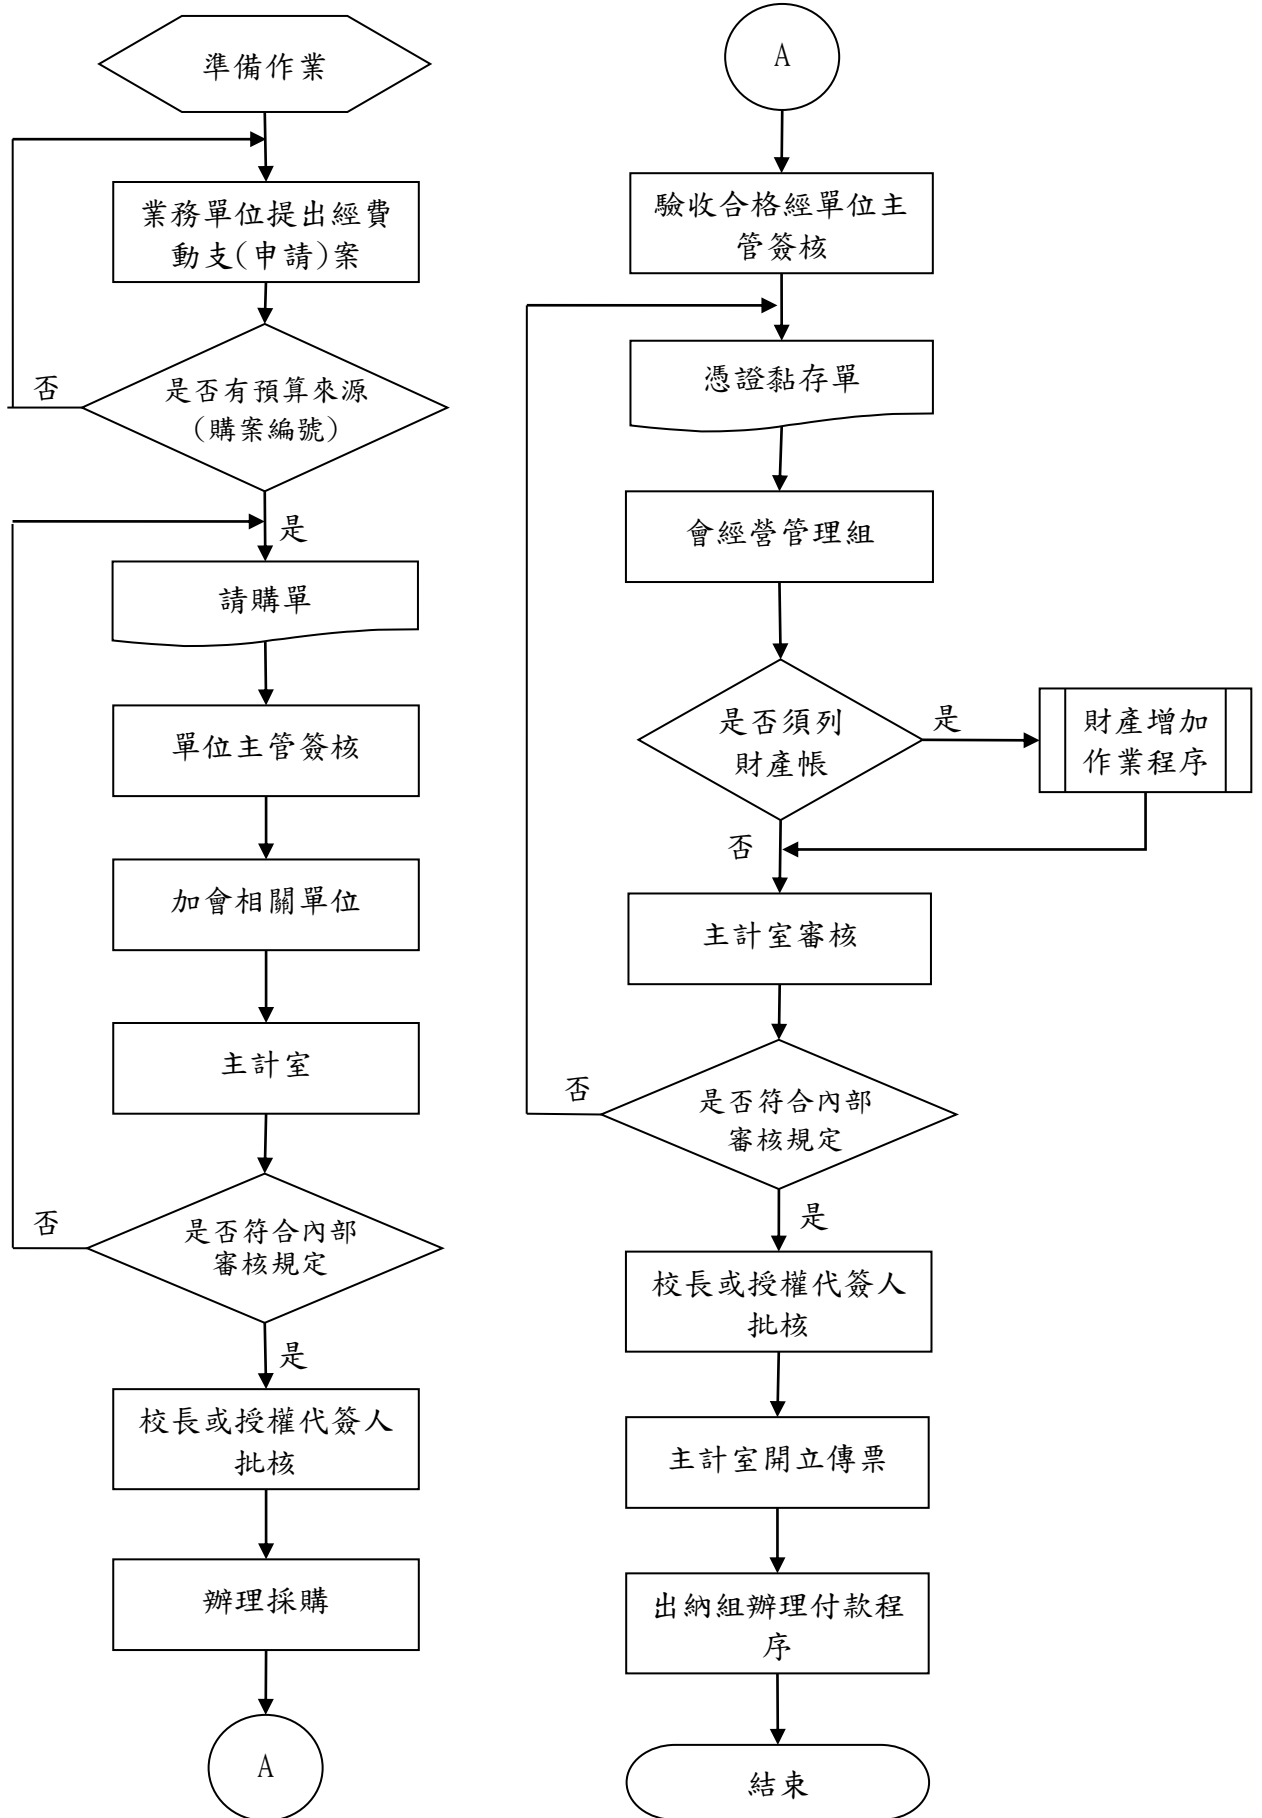 準備作業
業務單位提出經費
動支(申請)案
否
是否有預算來源
(購案編號)
是
請購單
單位主管簽核
加會相關單位
主計室
否
是否符合內部
審核規定
是
校長或授權代簽人
批核
辦理採購
A
A
驗收合格經單位主
管簽核
憑證黏存單
會經營管理組
是否須列
財產帳
是
財產增加
作業程序
否
主計室審核
否
是否符合內部
審核規定
是
校長或授權代簽人
批核
主計室開立傳票
出納組辦理付款程
序
結束